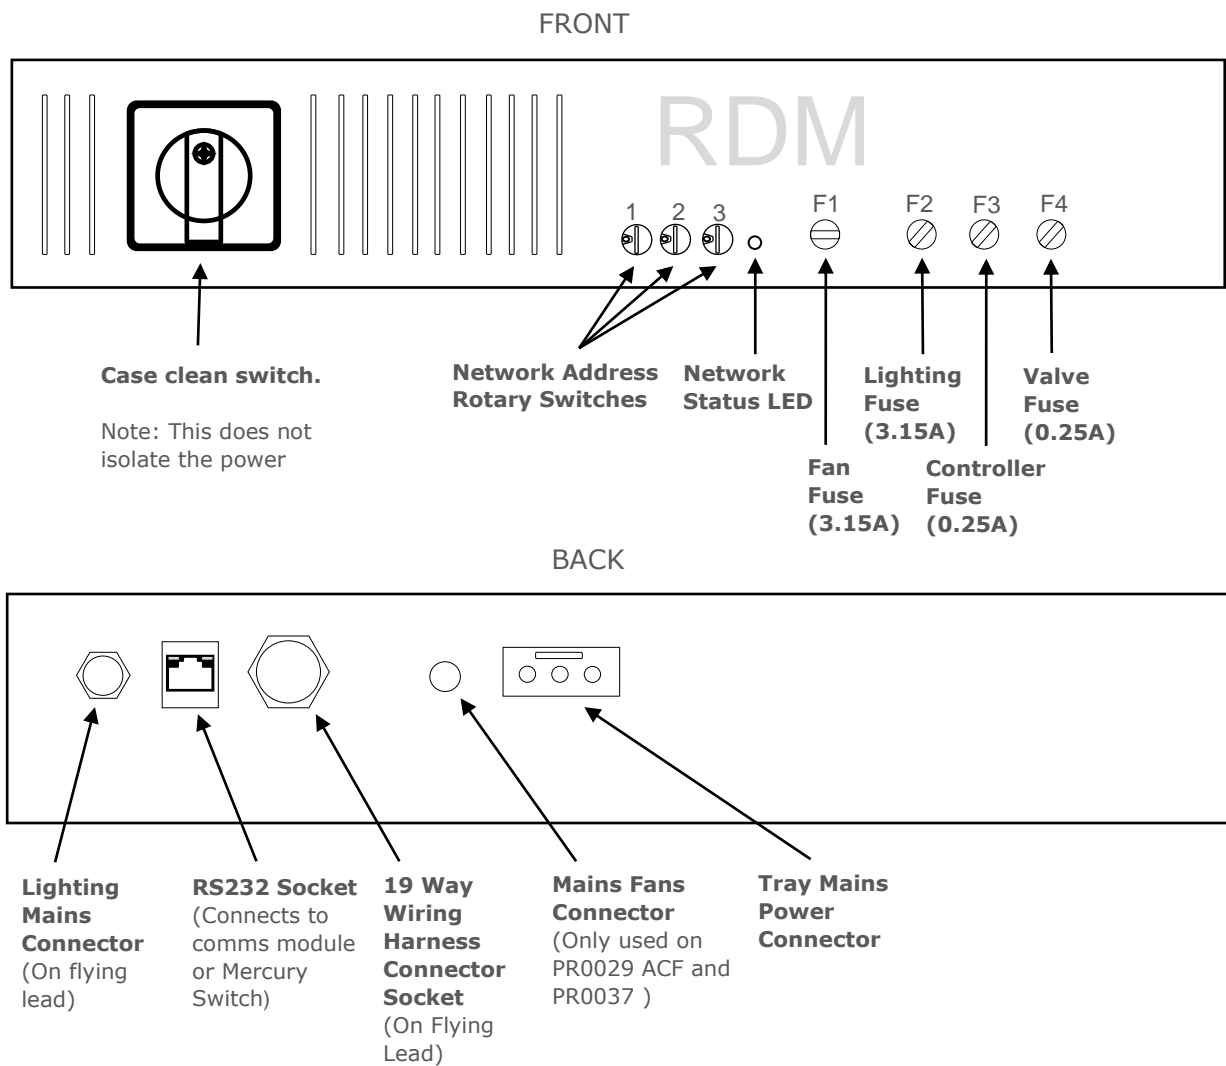 FRONT
RDM
1 2 3 F1 F2 F3 F4
Case clean switch.
Note: This does not
isolate the power
Network Address
Rotary Switches
Network
Status LED
Lighting
Fuse
(3.15A)
Valve
Fuse
(0.25A)
Fan
Fuse
(3.15A)
Controller
Fuse
(0.25A)
BACK
Lighting
Mains
Connector
(On flying
lead)
RS232 Socket
(Connects to
comms module
or Mercury
Switch)
19 Way
Wiring
Harness
Connector
Socket
(On Flying
Lead)
Mains Fans
Connector
(Only used on
PR0029 ACF and
PR0037 )
Tray Mains
Power
Connector